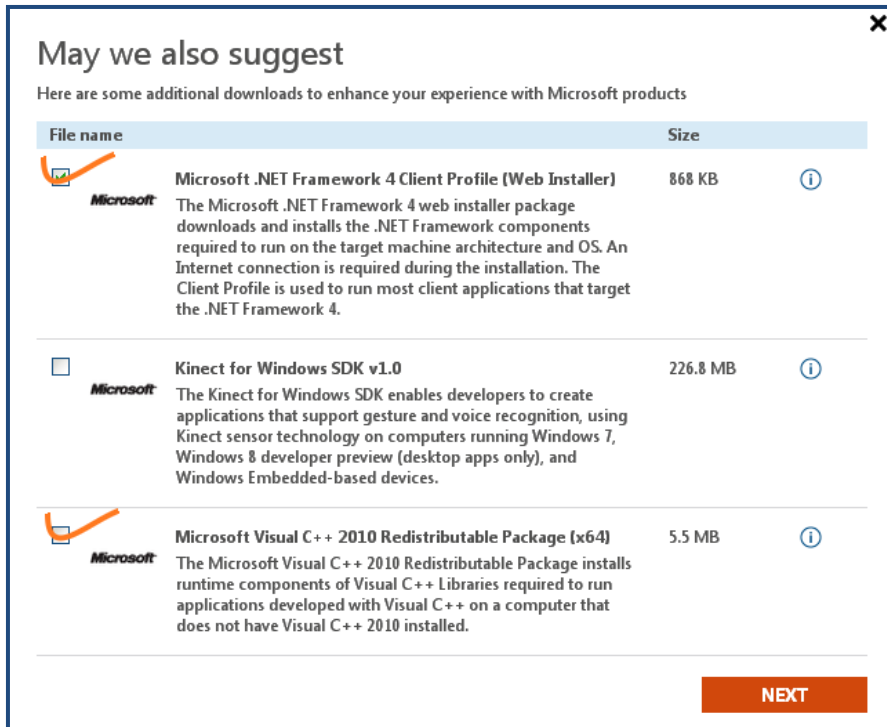 May we also suggest
Here are some additional downloads to enhance your experience with Microsoft products
File name Size
Microsoft .NET Framework 4 Client Profile (Web Installer) 868 KB
Microsoft
The Microsoft .NET Framework 4 web installer package
downloads and installs the .NET Framework components
required to run on the target machine architecture and OS. An
Internet connection is required during the installation. The
Client Profile is used to run most client applications that target
the .NET Framework 4.
Kinect for Windows SDK v1.0 226.8 MB
Microsoft
The Kinect for Windows SDK enables developers to create
applications that support gesture and voice recognition, using
Kinect sensor technology on computers running Windows 7,
Windows 8 developer preview (desktop apps only), and
Windows Embedded-based devices.
Microsoft Visual C++ 2010 Redistributable Package (x64) 5.5 MB
Microsoft
The Microsoft Visual C++ 2010 Redistributable Package installs
runtime components of Visual C++ Libraries required to run
applications developed with Visual C++ on a computer that
does not have Visual C++ 2010 installed.
NEXT